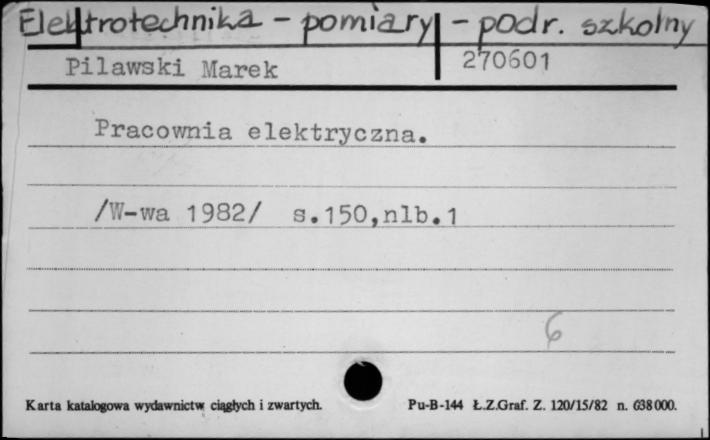 Elektrotechnika - pomiary - podr. szkolny
Pilawski Marek 270601
Pracownia elektryczna.
/W-wa 1982/ s.150,nlb.1
6
Karta katalogowa wydawnictw ciągłych i zwartych. Pu-B-144 Ł.Z.Graf. Z. 120/15/82 n. 638000.